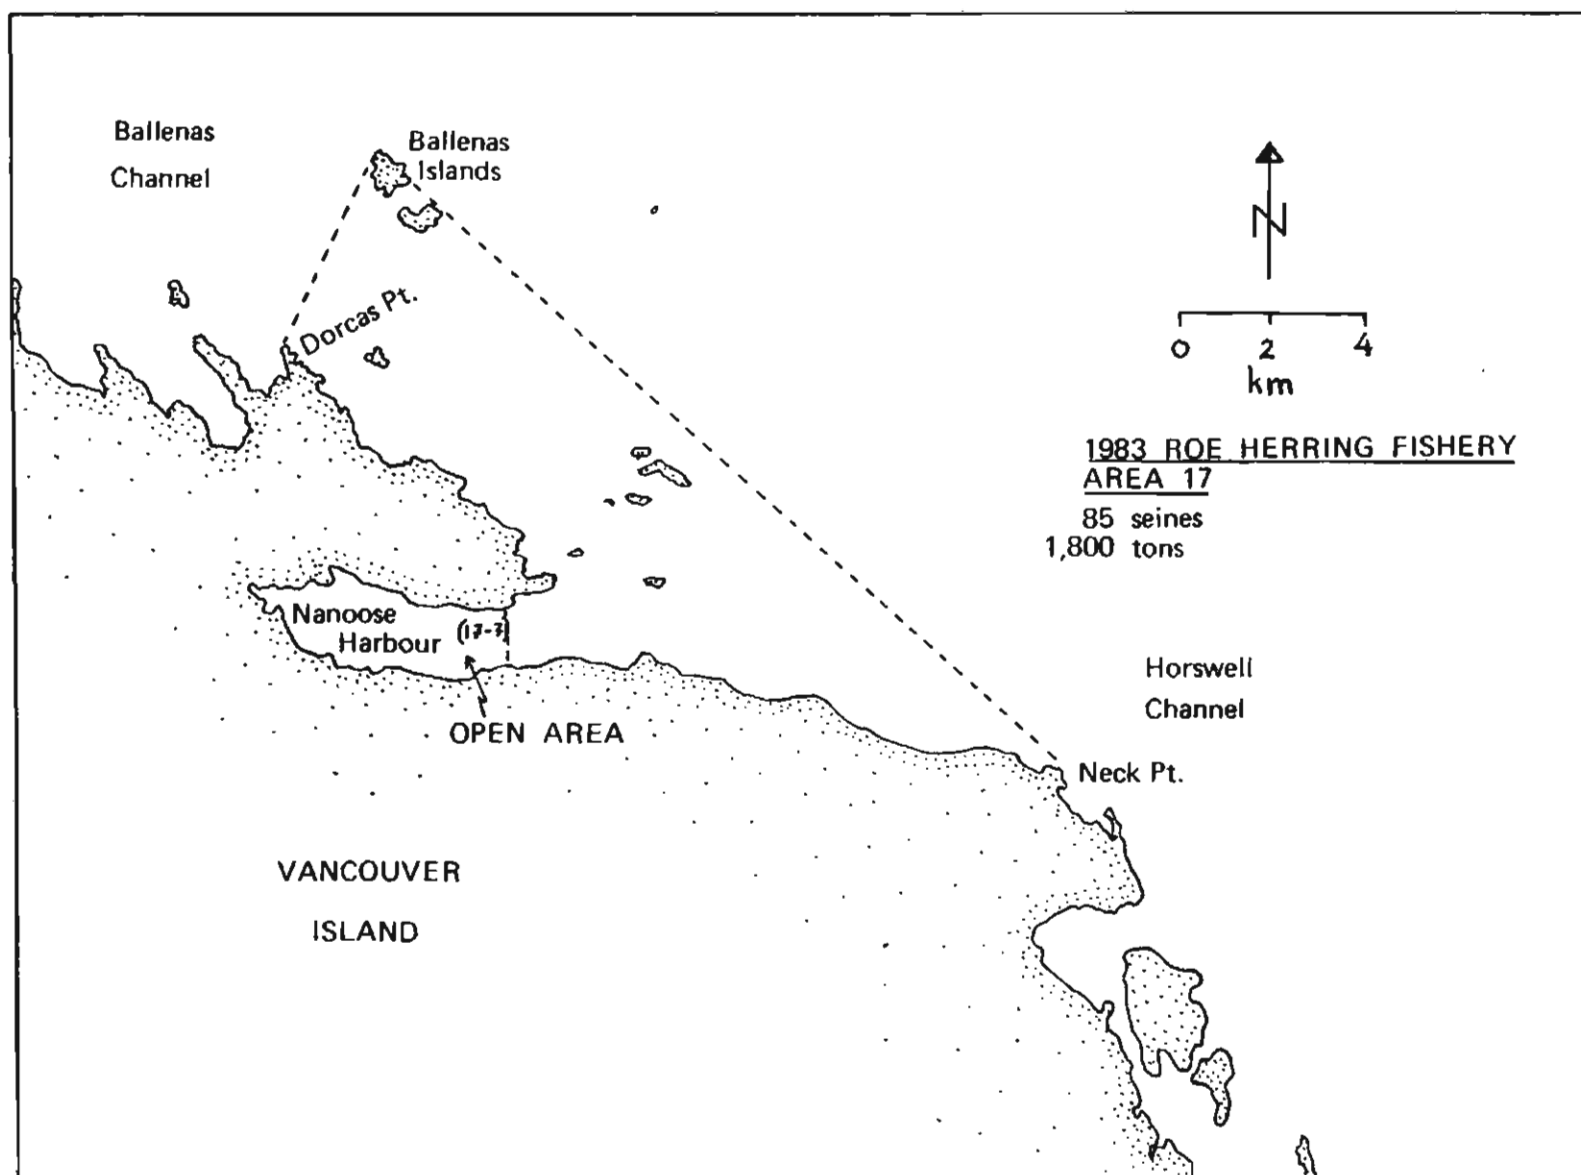 Ballenas
Channel
Ballenas
Islands
Dorcas Pt.
N
0 2 4
km
1983 ROE HERRING FISHERY
AREA 17
85 seines
1,800 tons
Nanoose
Harbour
(17-7)
OPEN AREA
Horswell
Channel
Neck Pt.
VANCOUVER
ISLAND